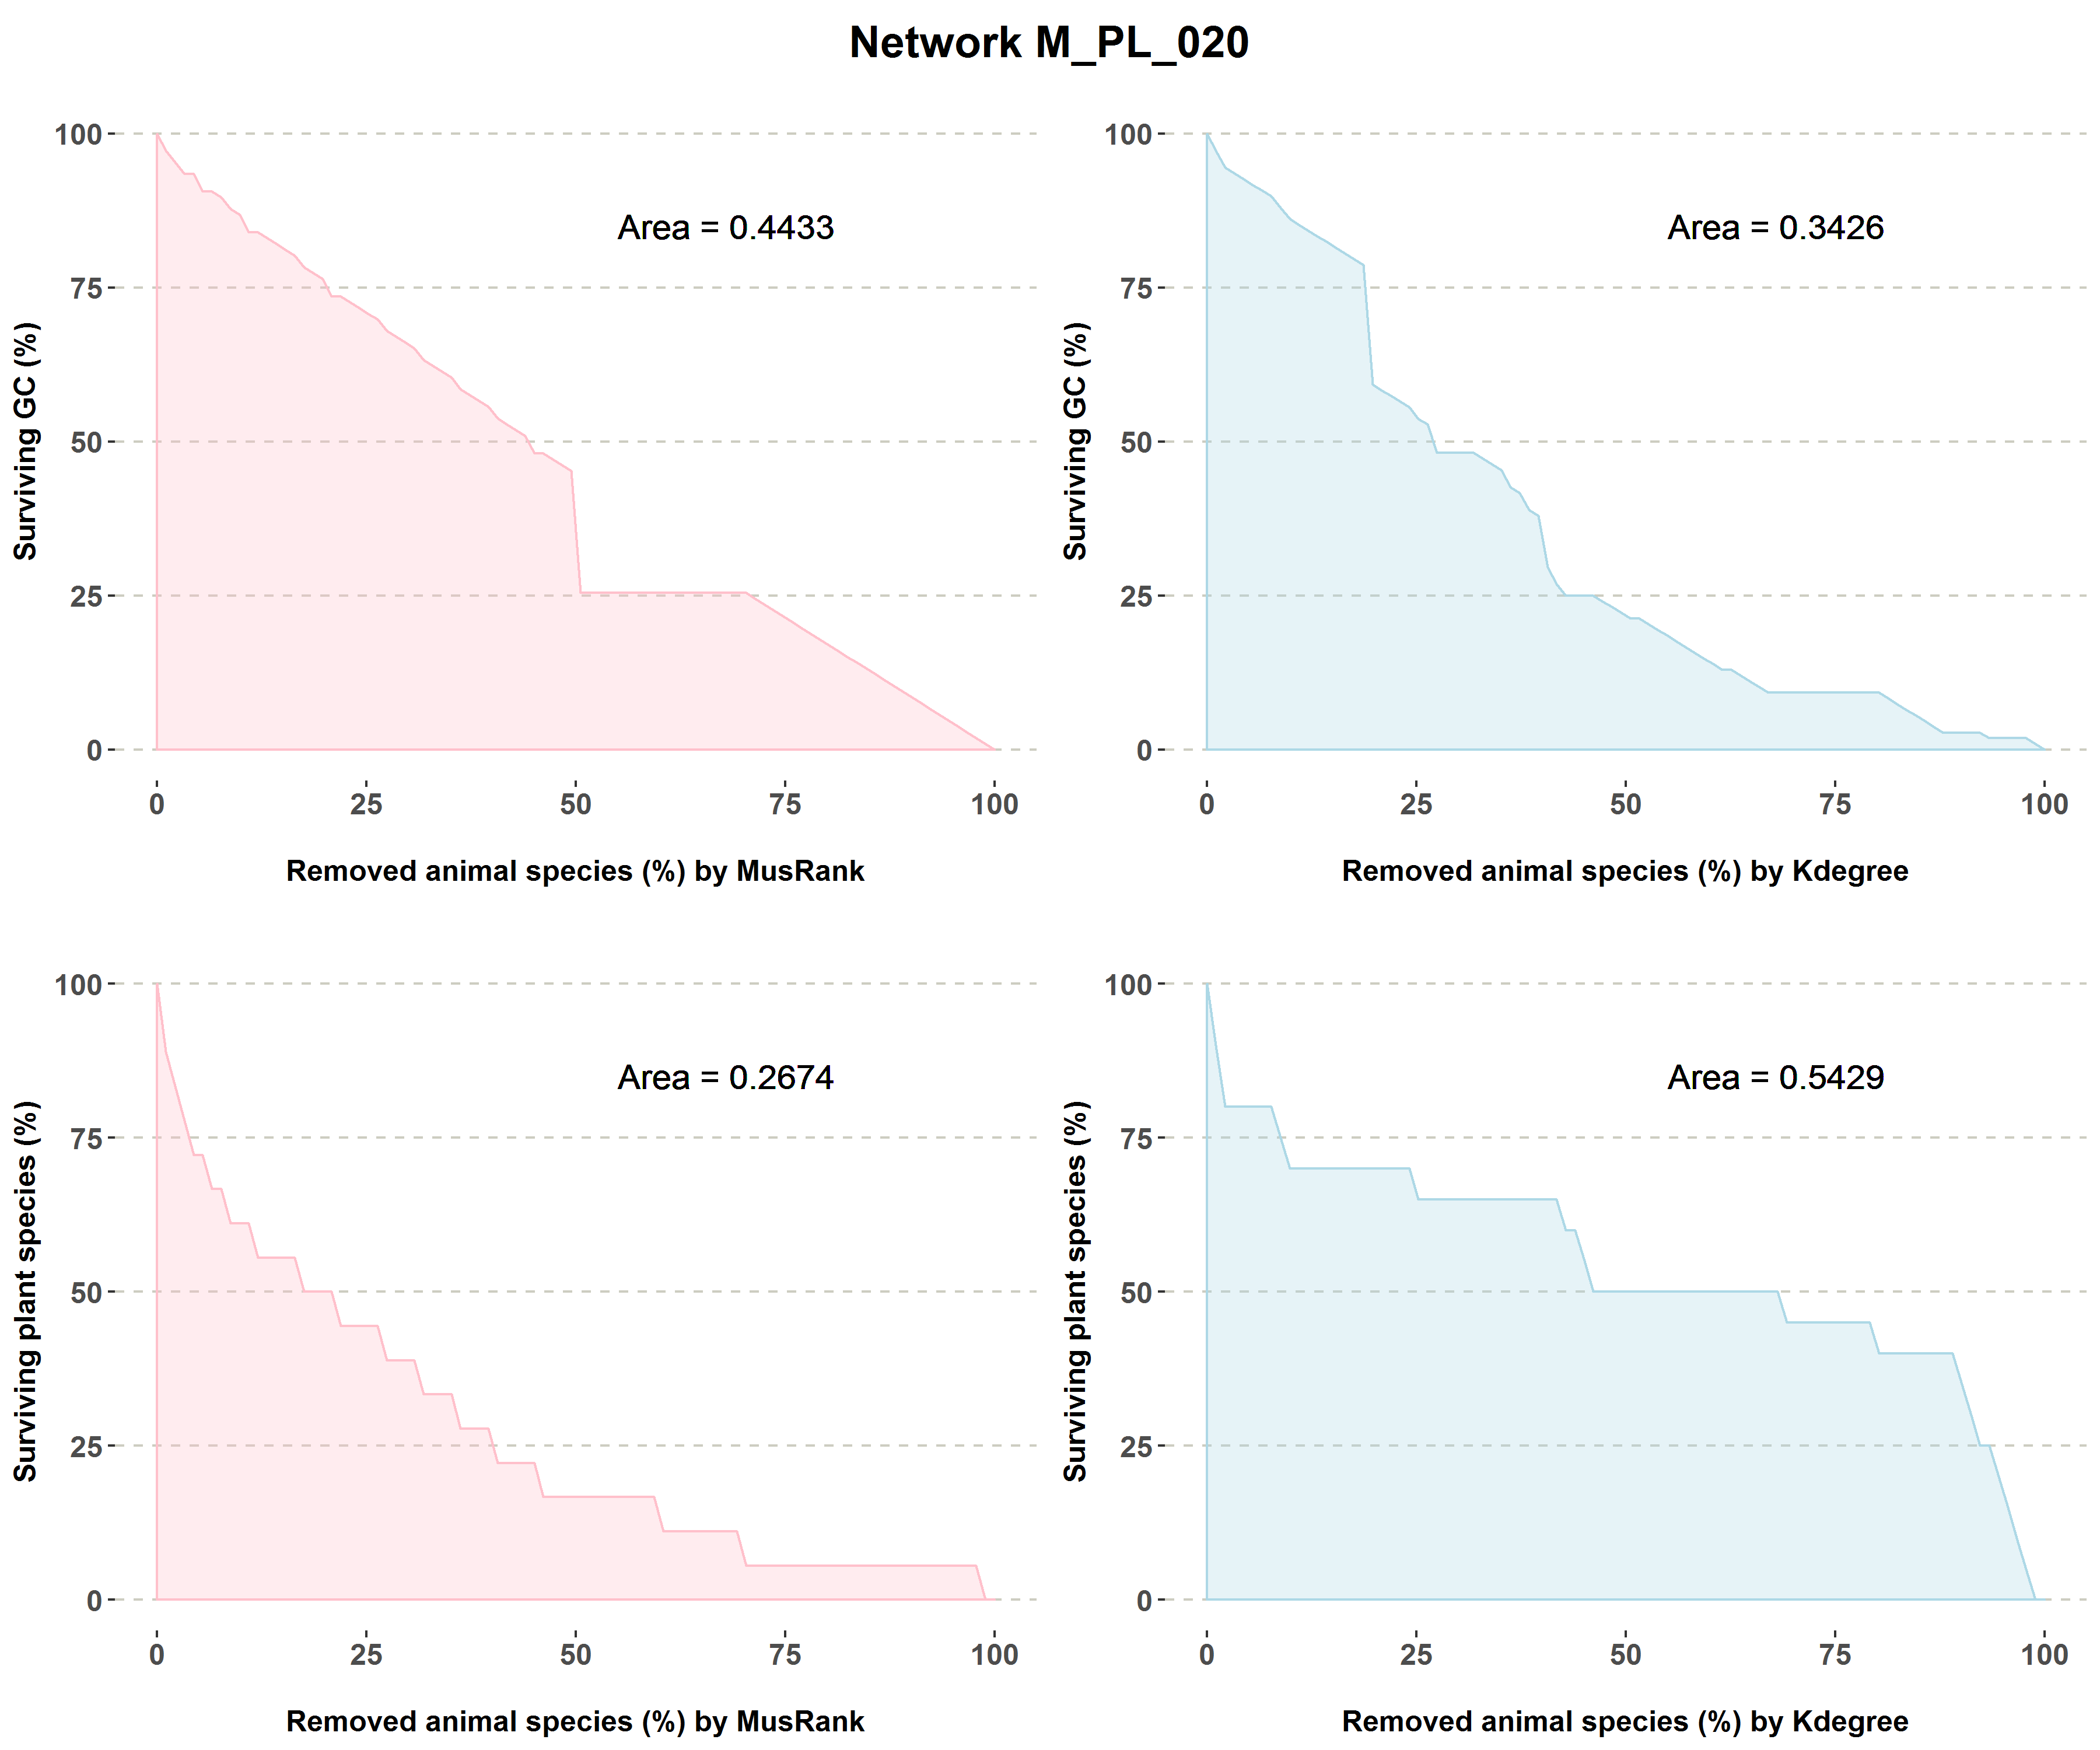 Network M_PL_020
Surviving GC (%)
100
75
50
25
0
Area = 0.4433
0 25 50 75 100
Removed animal species (%) by MusRank
Surviving GC (%)
100
75
50
25
0
Area = 0.3426
0 25 50 75 100
Removed animal species (%) by Kdegree
Surviving plant species (%)
100
75
50
25
0
Area = 0.2674
0 25 50 75 100
Removed animal species (%) by MusRank
Surviving plant species (%)
100
75
50
25
0
Area = 0.5429
0 25 50 75 100
Removed animal species (%) by Kdegree